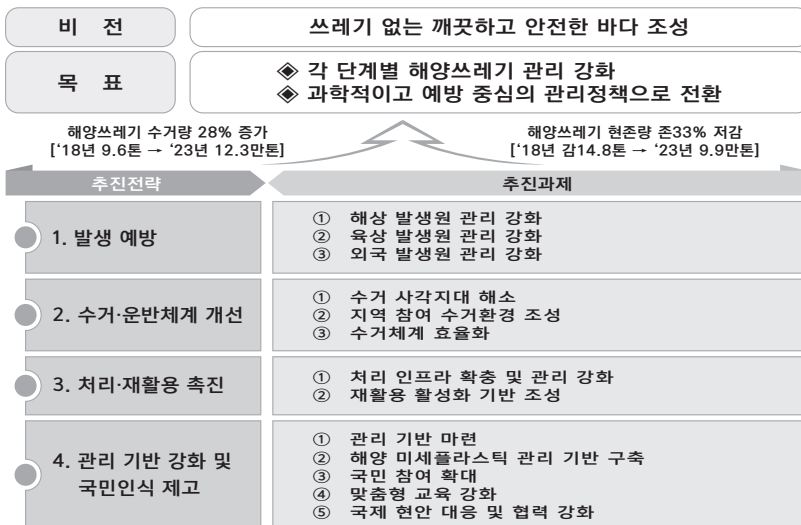 비 전
쓰레기 없는 깨끗하고 안전한 바다 조성
목 표
◈ 각 단계별 해양쓰레기 관리 강화
◈ 과학적이고 예방 중심의 관리정책으로 전환
해양쓰레기 수거량 28% 증가
[‘18년 9.6톤 → ‘23년 12.3만톤]
해양쓰레기 현존량 존33% 저감
[‘18년 감14.8톤 → ‘23년 9.9만톤]
추진전략
추진과제
1. 발생 예방
① 해상 발생원 관리 강화
② 육상 발생원 관리 강화
③ 외국 발생원 관리 강화
2. 수거·운반체계 개선
① 수거 사각지대 해소
② 지역 참여 수거환경 조성
③ 수거체계 효율화
3. 처리·재활용 촉진
① 처리 인프라 확충 및 관리 강화
② 재활용 활성화 기반 조성
4. 관리 기반 강화 및
국민인식 제고
① 관리 기반 마련
② 해양 미세플라스틱 관리 기반 구축
③ 국민 참여 확대
④ 맞춤형 교육 강화
⑤ 국제 현안 대응 및 협력 강화